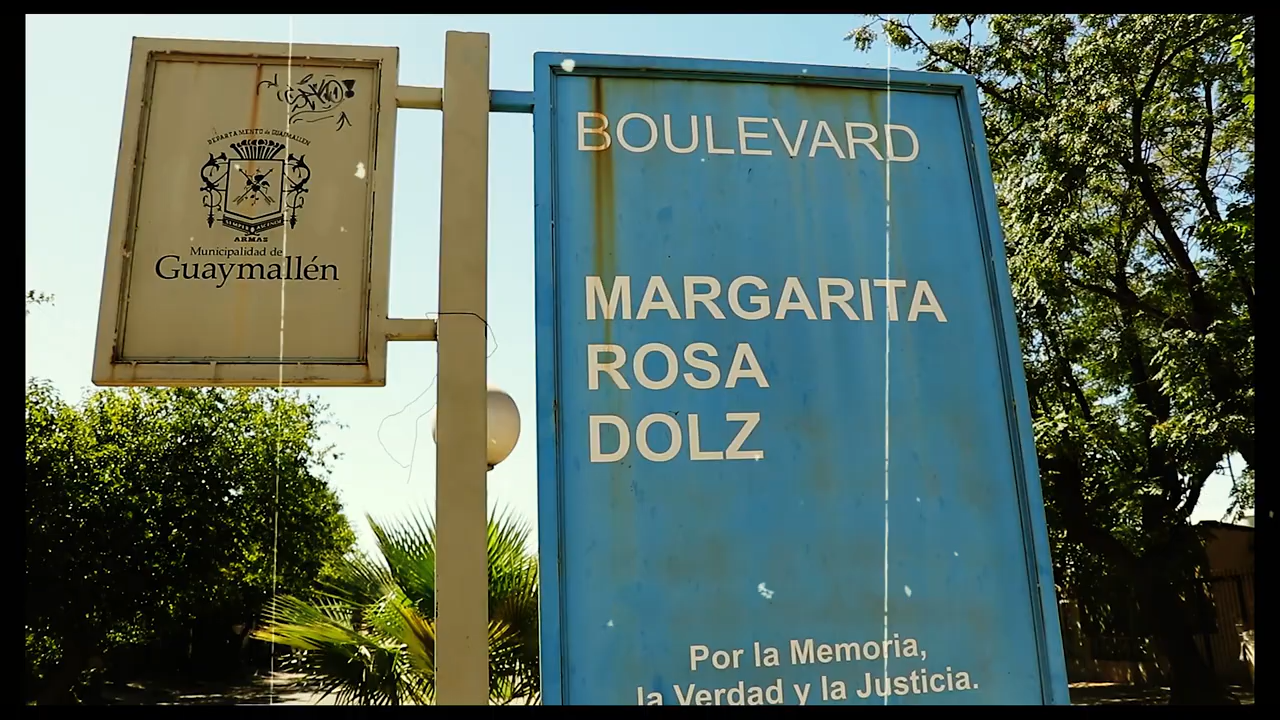 DEPARTAMENTO de GUAYMALLEN
ARMAS
Municipalidad de
Guaymallén
BOULEVARD
MARGARITA
ROSA
DOLZ
Por la Memoria,
la Verdad y la Justicia.